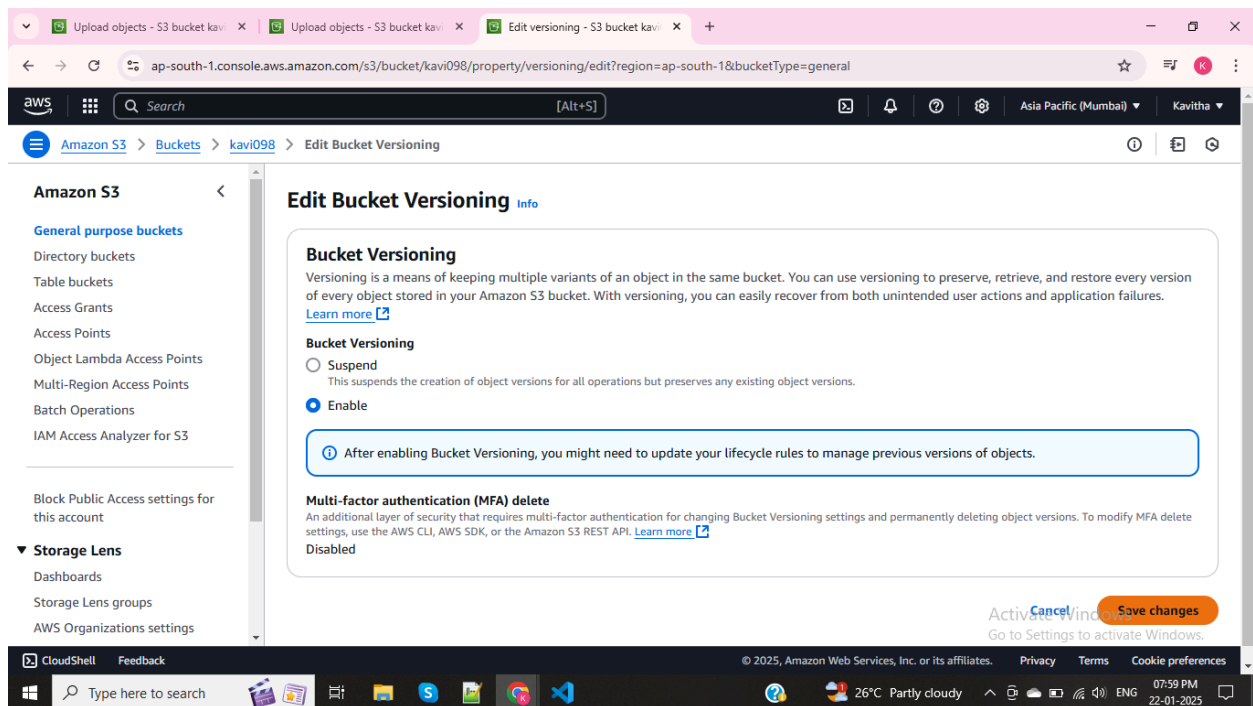 Upload objects - S3 bucket kavi
Upload objects - S3 bucket kavi
Edit versioning - S3 bucket kavi
ap-south-1.console.aws.amazon.com/s3/bucket/kavi098/property/versioning/edit?region=ap-south-1&bucketType=general
K
aws
Search
[Alt+S]
Asia Pacific (Mumbai)
Kavitha
Amazon S3 > Buckets > kavi098 > Edit Bucket Versioning
Amazon S3
General purpose buckets
Directory buckets
Table buckets
Access Grants
Access Points
Object Lambda Access Points
Multi-Region Access Points
Batch Operations
IAM Access Analyzer for S3
Block Public Access settings for
this account
Storage Lens
Dashboards
Storage Lens groups
AWS Organizations settings
Edit Bucket Versioning Info
Bucket Versioning
Versioning is a means of keeping multiple variants of an object in the same bucket. You can use versioning to preserve, retrieve, and restore every version
of every object stored in your Amazon S3 bucket. With versioning, you can easily recover from both unintended user actions and application failures.
Learn more
Bucket Versioning
Suspend
This suspends the creation of object versions for all operations but preserves any existing object versions.
Enable
After enabling Bucket Versioning, you might need to update your lifecycle rules to manage previous versions of objects.
Multi-factor authentication (MFA) delete
An additional layer of security that requires multi-factor authentication for changing Bucket Versioning settings and permanently deleting object versions. To modify MFA delete
settings, use the AWS CLI, AWS SDK, or the Amazon S3 REST API. Learn more
Disabled
Cancel
Save changes
Activate Windows
Go to Settings to activate Windows.
CloudShell
Feedback
© 2025, Amazon Web Services, Inc. or its affiliates.
Privacy
Terms
Cookie preferences
Type here to search
26°C Partly cloudy
ENG
07:59 PM
22-01-2025